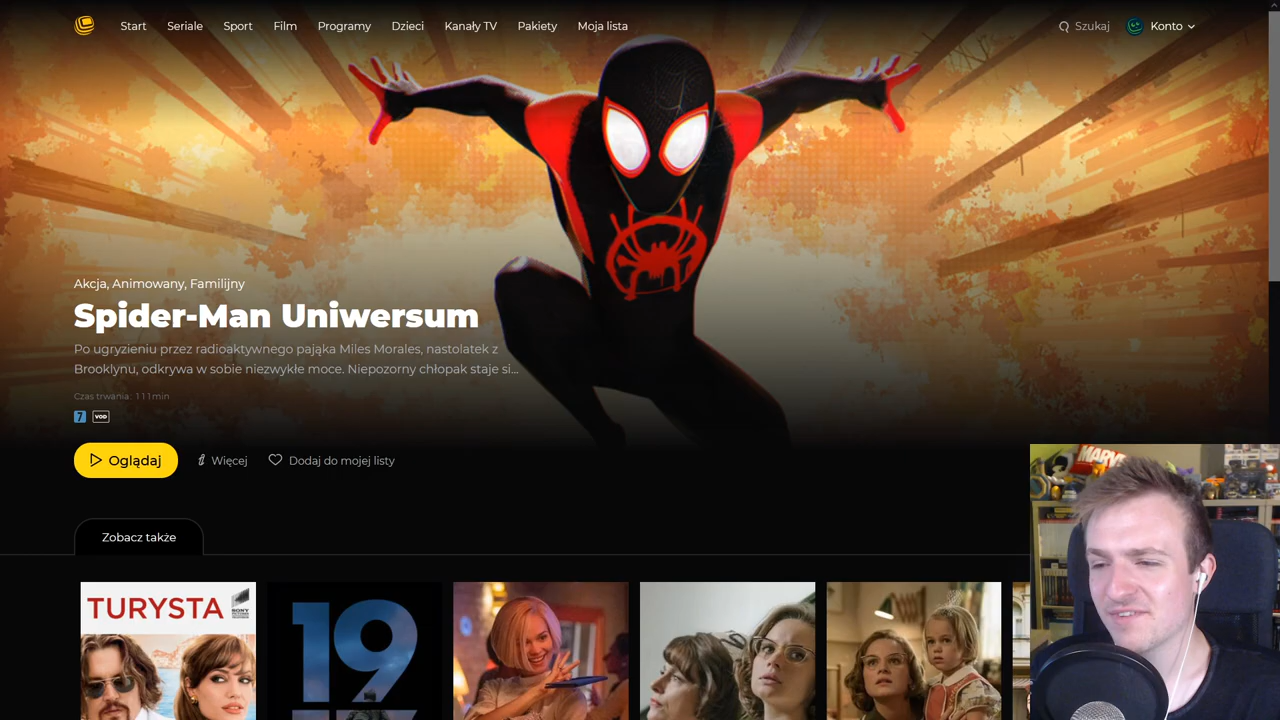 Start Seriale Sport Film Programy Dzieci Kanały TV Pakiety Moja lista Szukaj Konto
Akcja, Animowany, Familijny
Spider-Man Uniwersum
Po ugryzieniu przez radioaktywnego pająka Miles Morales, nastolatek z
Brooklynu, odkrywa w sobie niezwykłe moce. Niepozorny chłopak staje si...
Czas trwania: 111min
7 VOD
Oglądaj Więcej Dodaj do mojej listy
MARVEL
Zobacz także
TURYSTA
SONY
19